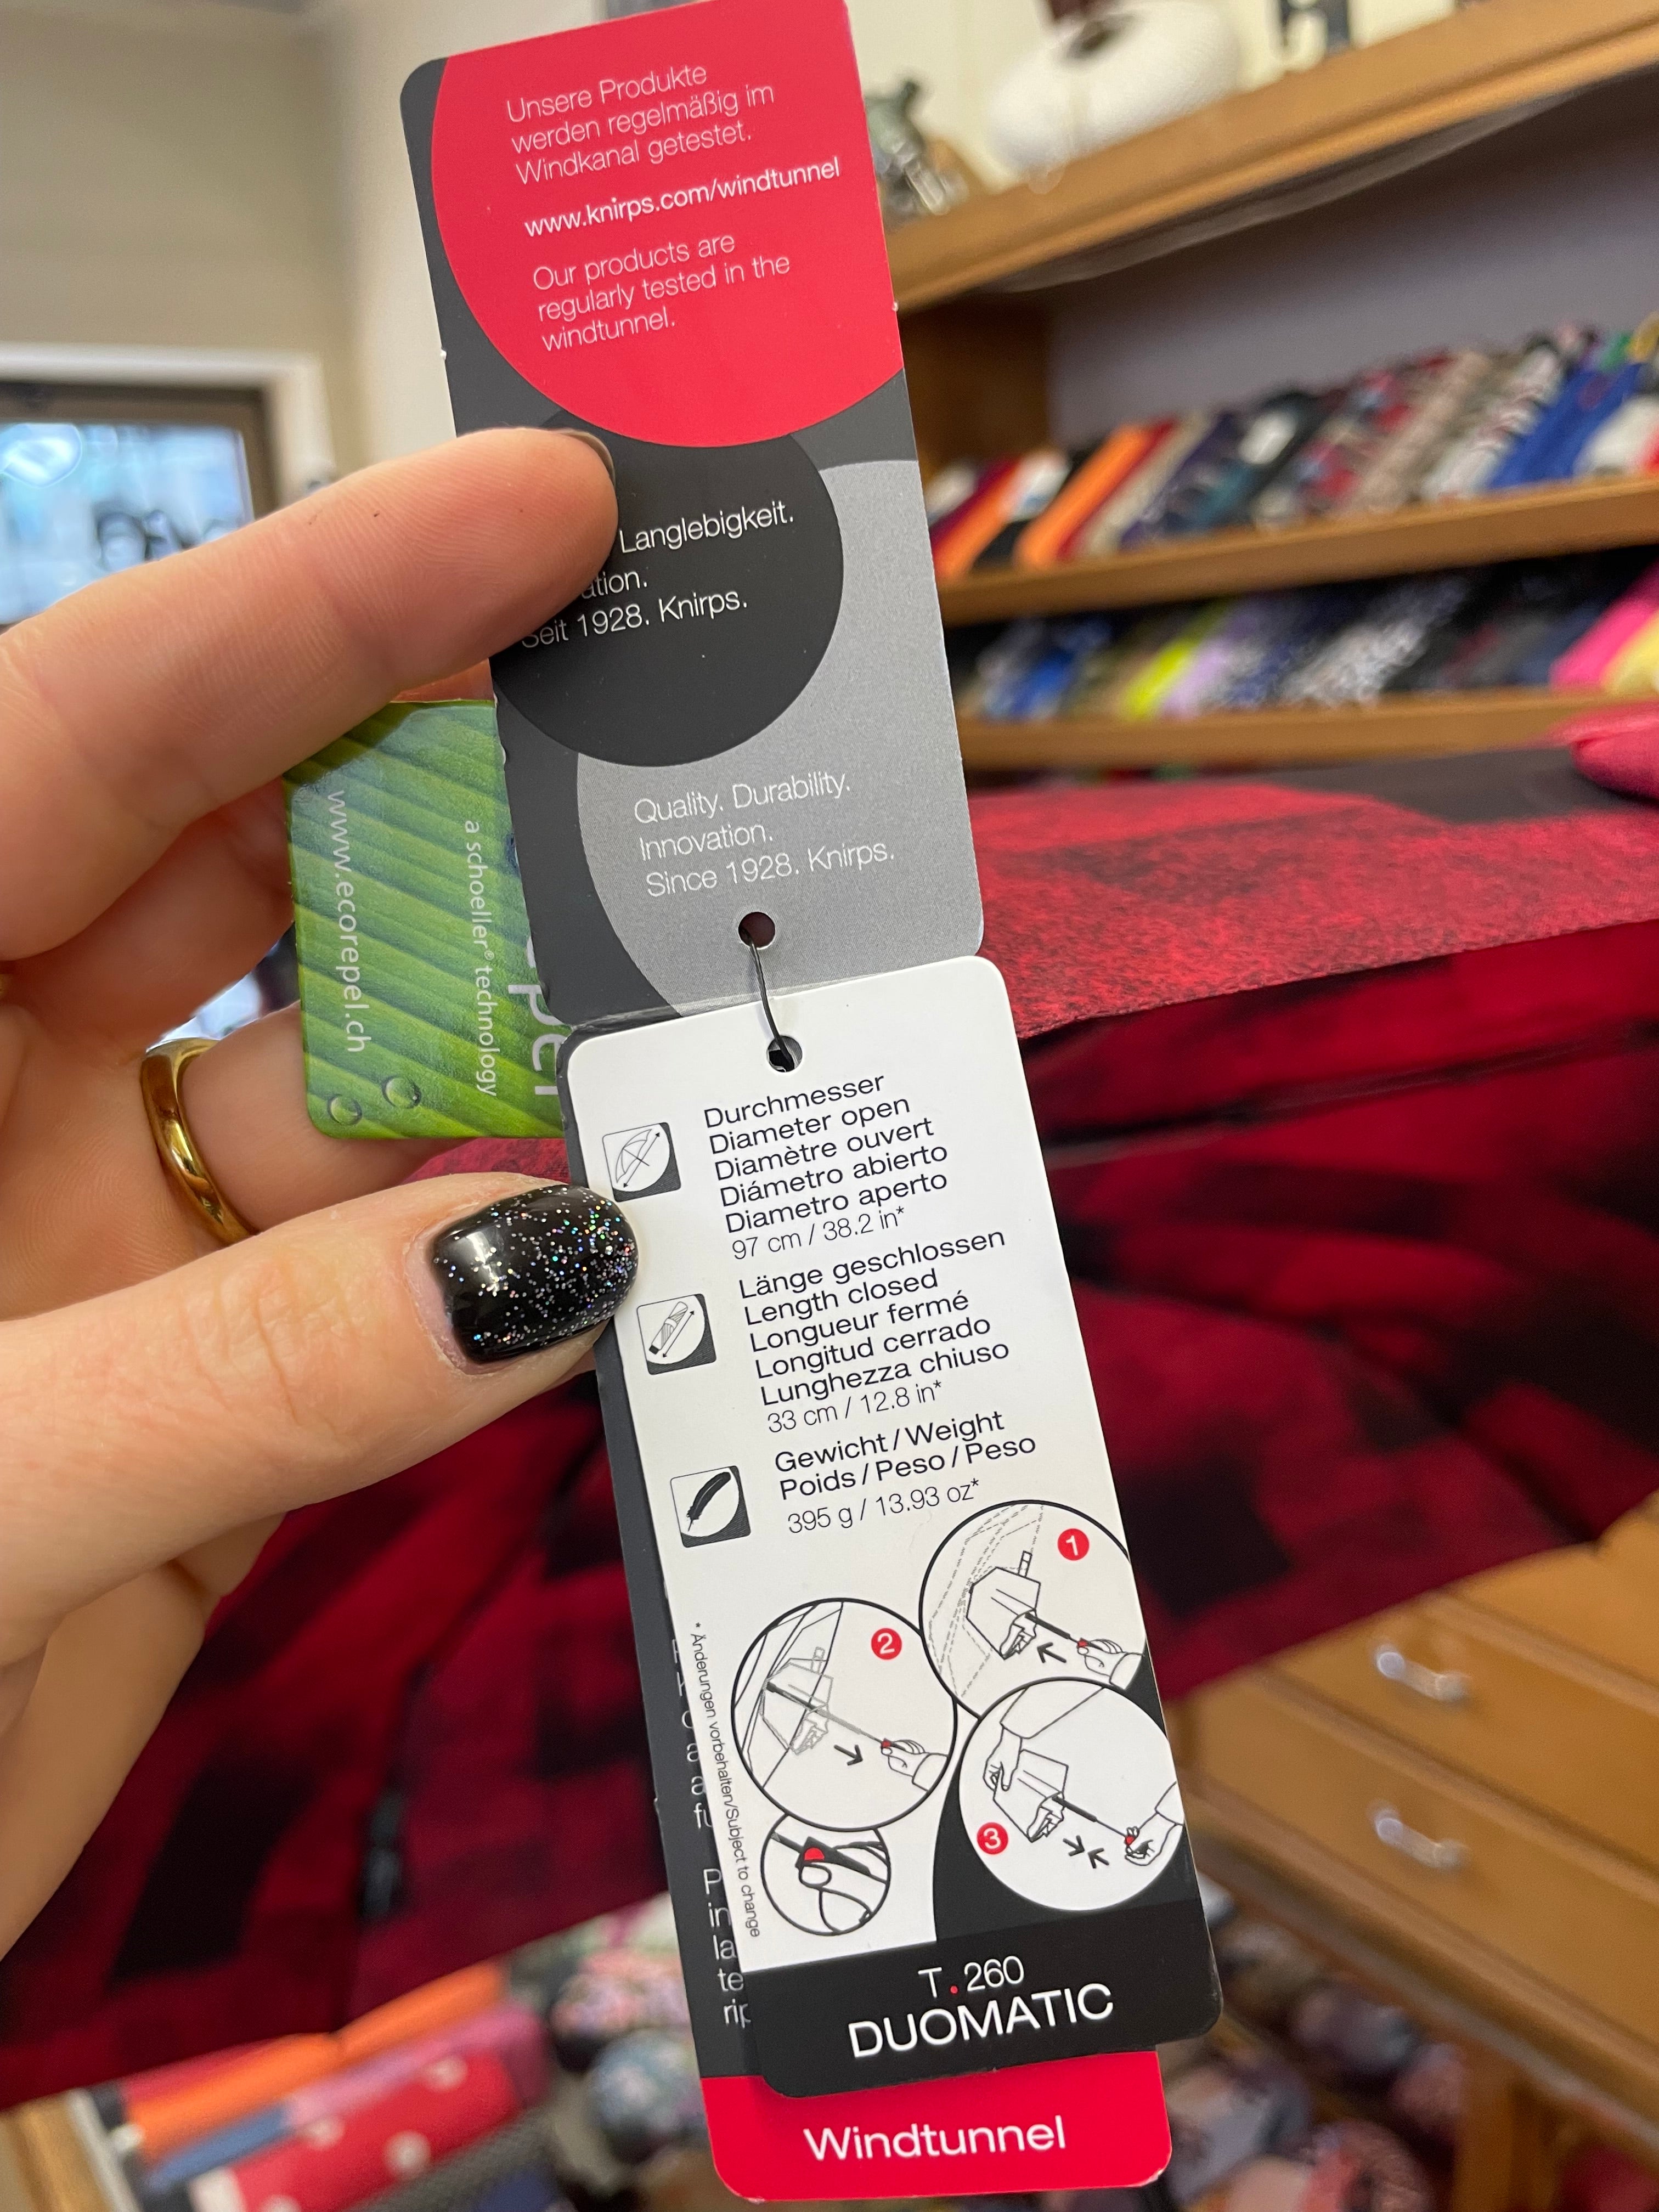 Unsere Produkte
werden regelmäßig im
Windkanal getestet.
www.knirps.com/windtunnel
Our products are
regularly tested in the
windtunnel.
Langlebigkeit.
Seit 1928. Knirps.
Quality. Durability.
Innovation.
Since 1928. Knirps.
a schoeller® technology
www.ecorepel.ch
Durchmesser
Diameter open
Diamètre ouvert
Diámetro abierto
Diametro aperto
97 cm / 38.2 in*
Länge geschlossen
Length closed
Longueur fermé
Longitud cerrado
Lunghezza chiuso
33 cm / 12.8 in*
Gewicht / Weight
Poids / Peso / Peso
395 g / 13.93 oz*
1
2
3
* Änderungen vorbehalten/Subject to change
T.260
DUOMATIC
Windtunnel